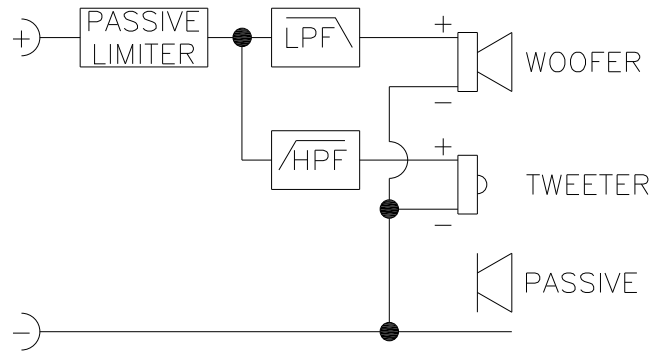 +
PASSIVE
LIMITER
LPF
+
WOOFER
−
HPF
+
TWEETER
−
PASSIVE
−